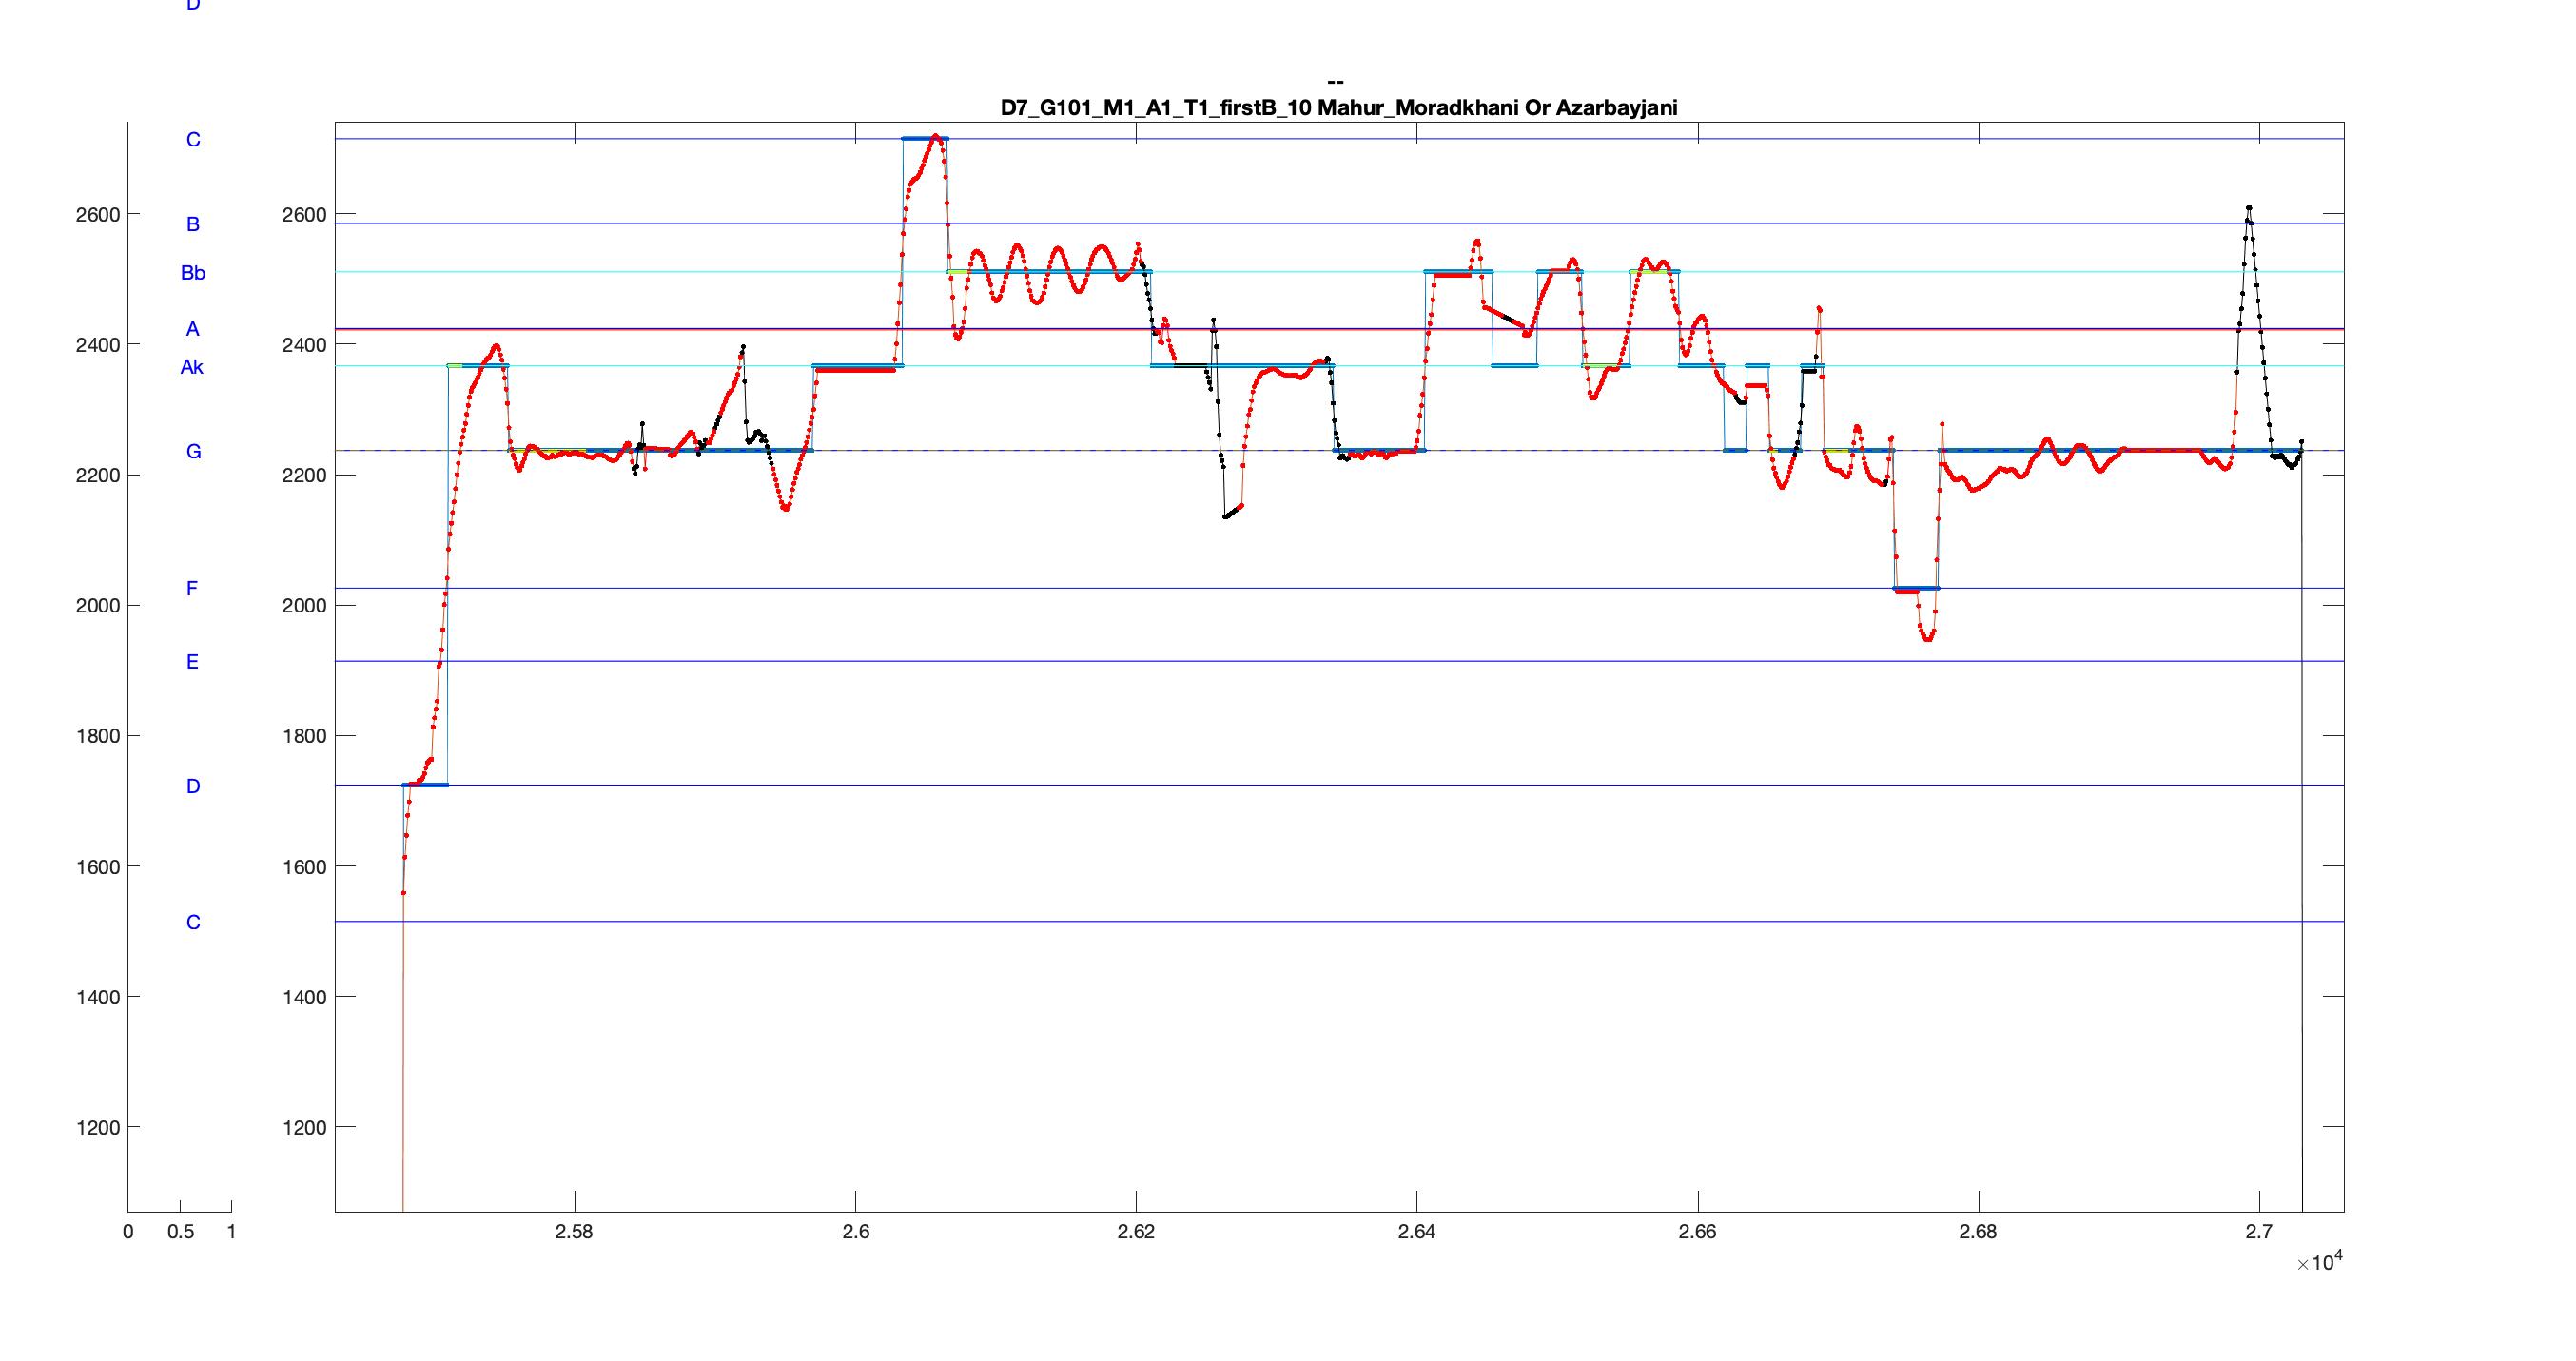 D
--
D7_G101_M1_A1_T1_firstB_10 Mahur_Moradkhani Or Azarbayjani
C
2600 2600
B
Bb
A
2400 2400
Ak
G
2200 2200
F
2000 2000
E
1800 1800
D
1600 1600
C
1400 1400
1200 1200
0 0.5 1 2.58 2.6 2.62 2.64 2.66 2.68 2.7
×10⁴